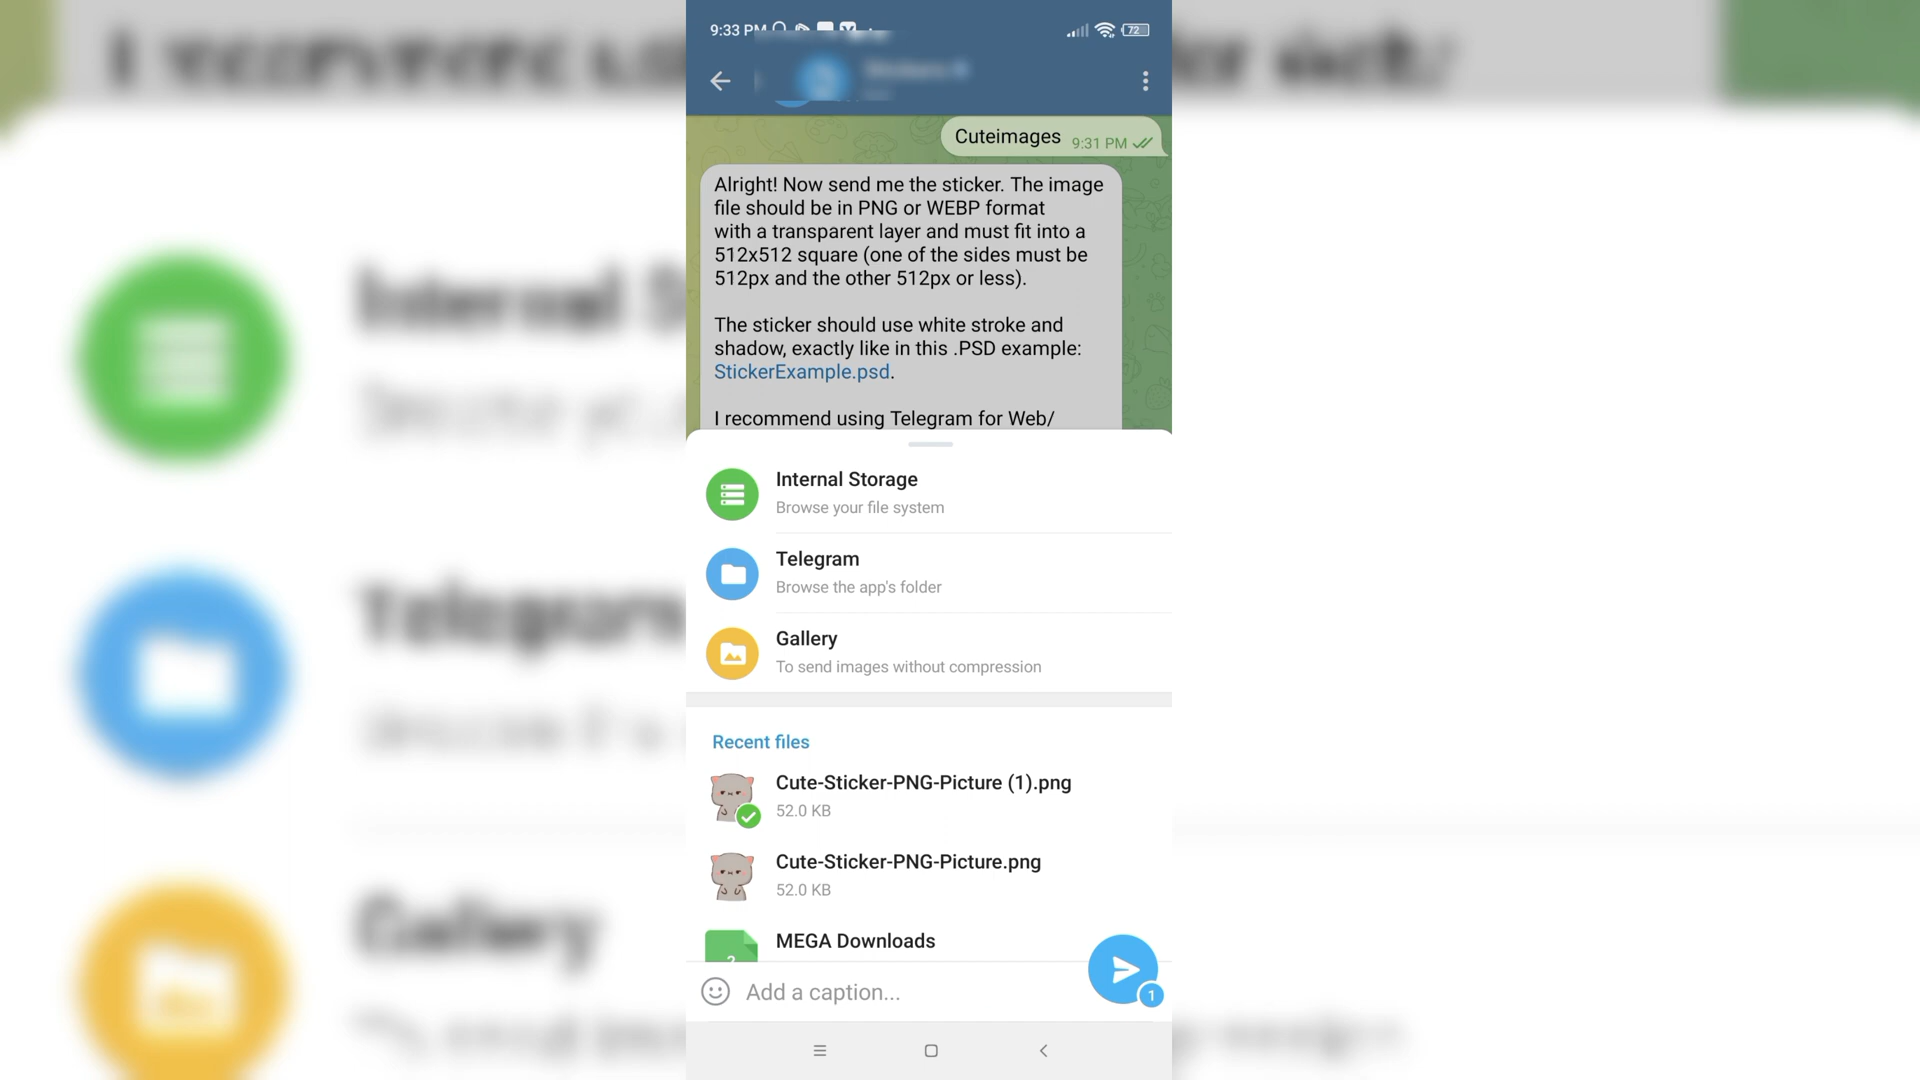 9:33 PM
72
Stickers
Cuteimages 9:31 PM
Alright! Now send me the sticker. The image
file should be in PNG or WEBP format
with a transparent layer and must fit into a
512x512 square (one of the sides must be
512px and the other 512px or less).
The sticker should use white stroke and
shadow, exactly like in this .PSD example:
StickerExample.psd.
I recommend using Telegram for Web/
Internal Storage
Browse your file system
Telegram
Browse the app's folder
Gallery
To send images without compression
Recent files
Cute-Sticker-PNG-Picture (1).png
52.0 KB
Cute-Sticker-PNG-Picture.png
52.0 KB
MEGA Downloads
Add a caption...
1